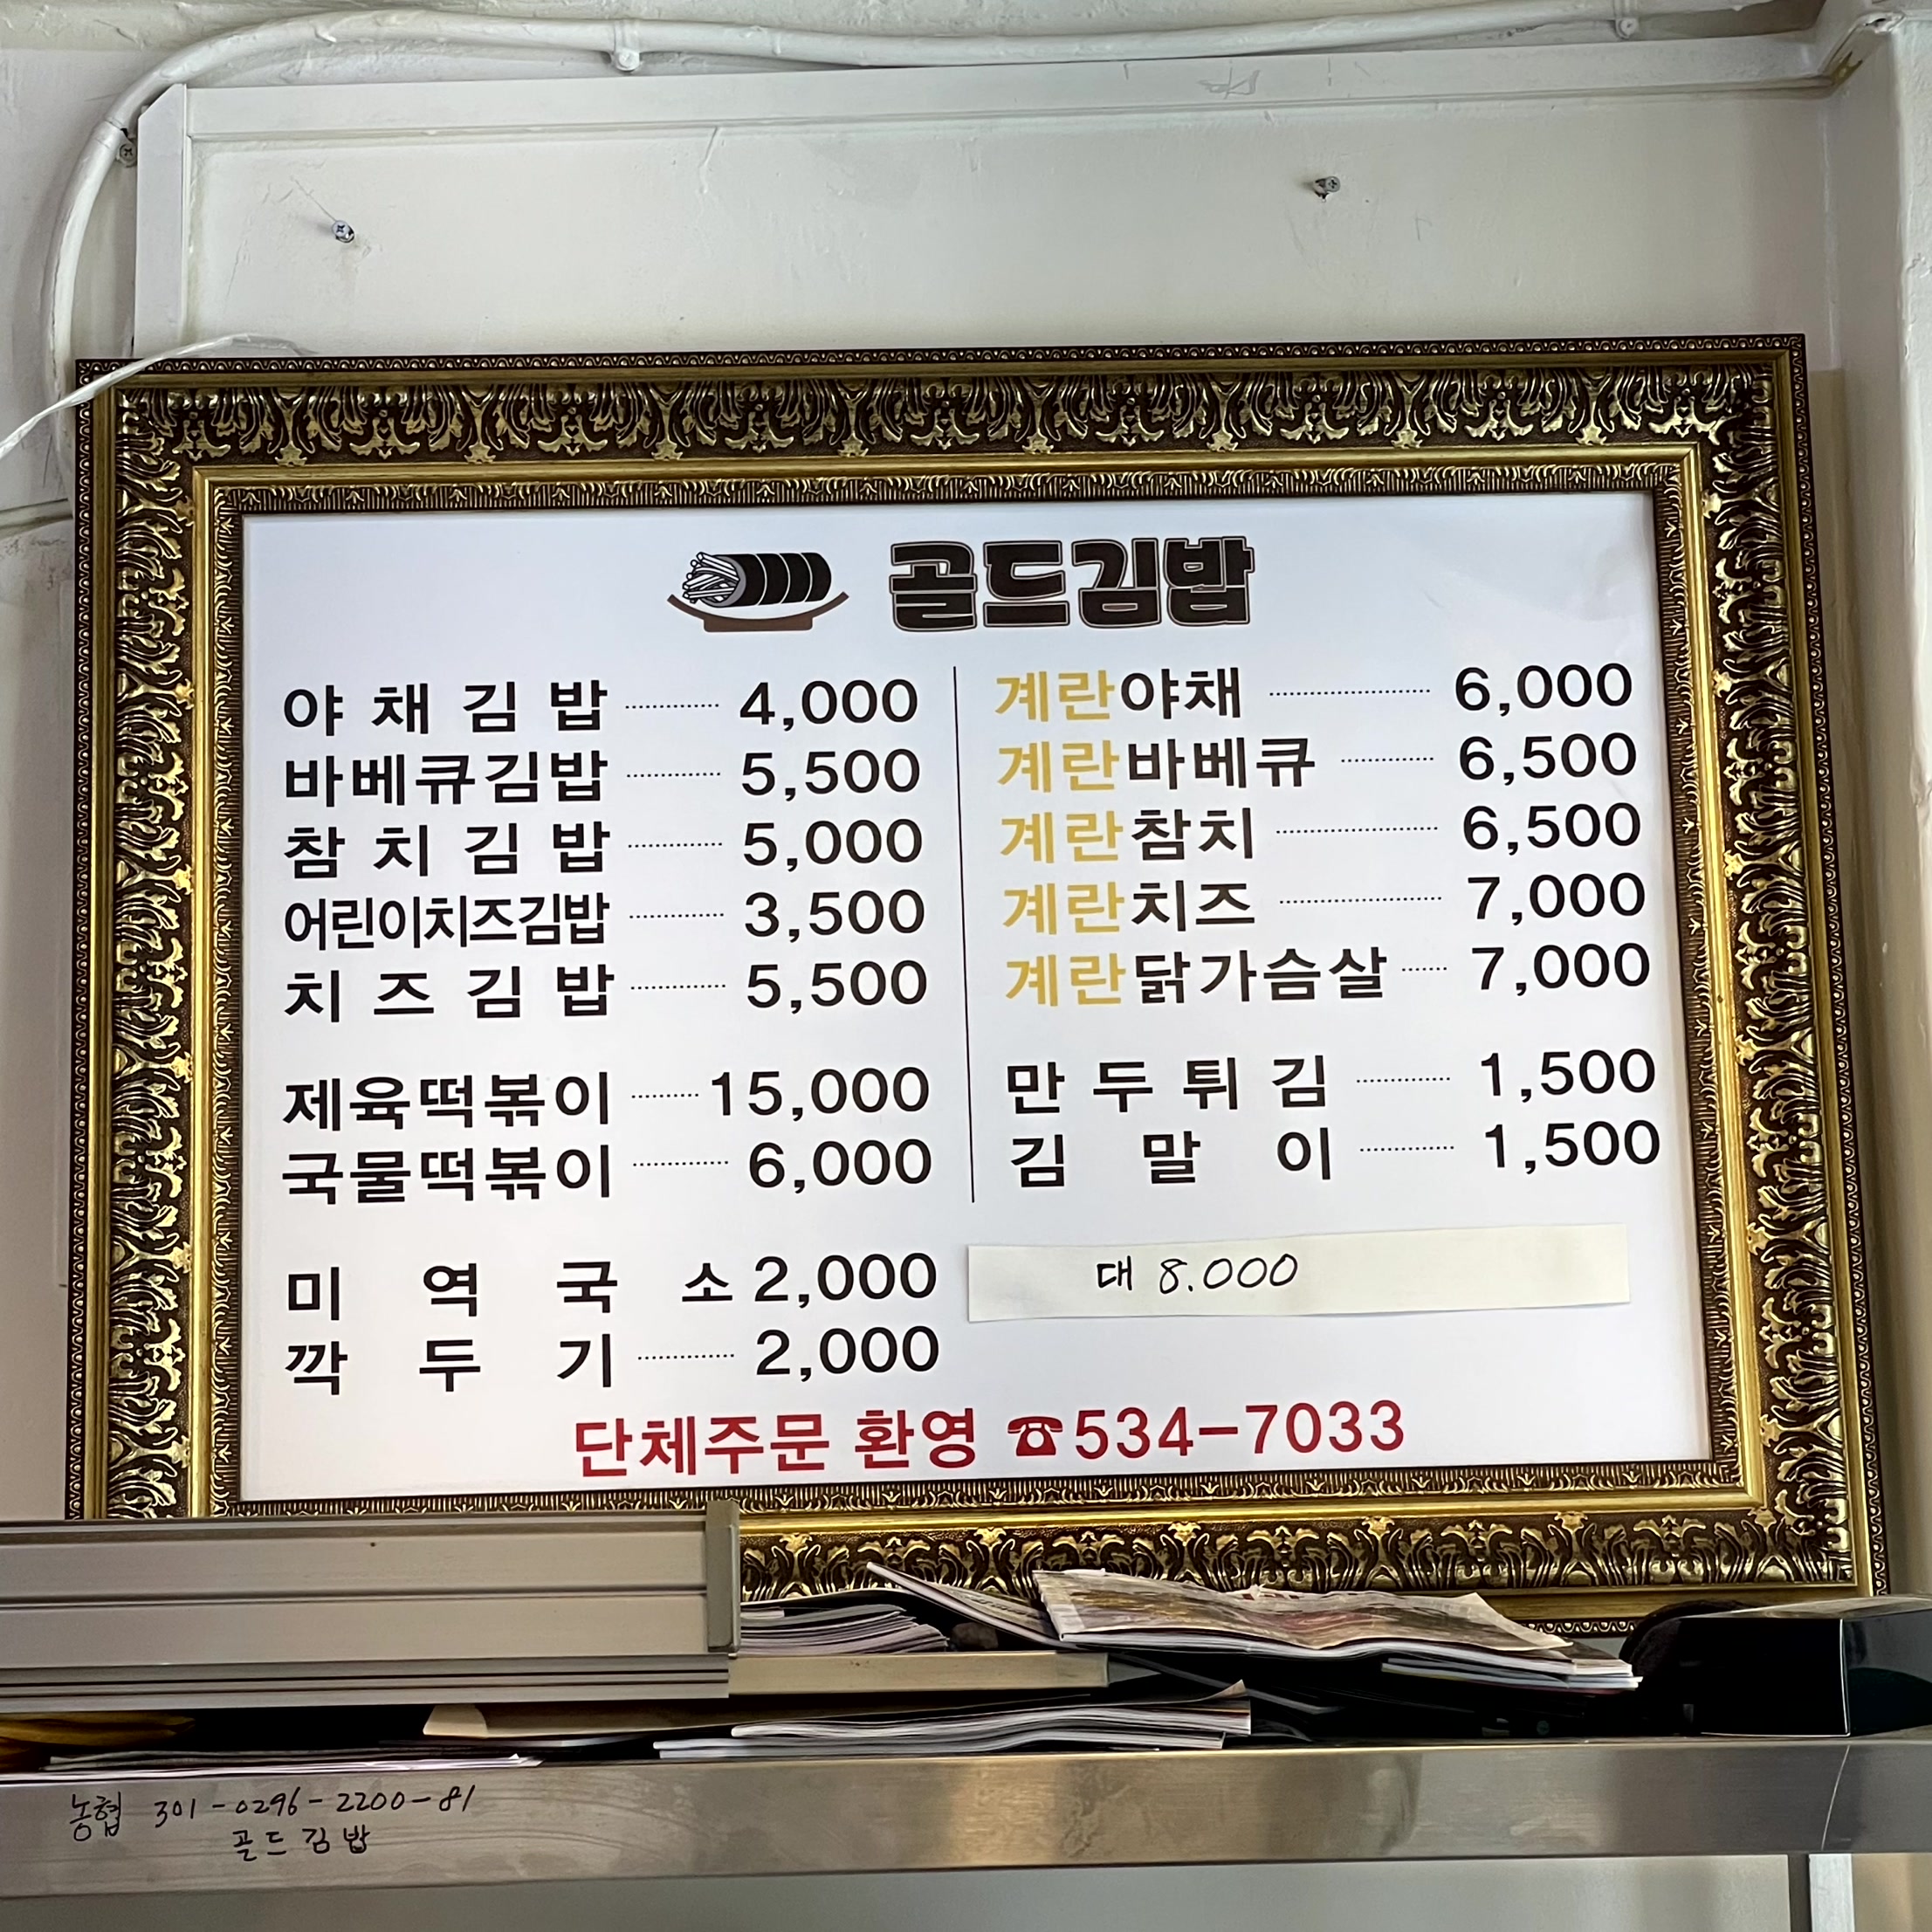 골드김밥
야채김밥 4,000
바베큐김밥 5,500
참치김밥 5,000
어린이치즈김밥 3,500
치즈김밥 5,500
제육떡볶이 15,000
국물떡볶이 6,000
계란야채 6,000
계란바베큐 6,500
계란참치 6,500
계란치즈 7,000
계란닭가슴살 7,000
만두튀김 1,500
김말이 1,500
미역국 소 2,000 대 8.000
깍두기 2,000
단체주문 환영 ☎534-7033
농협 301-0296-2200-81
골드김밥